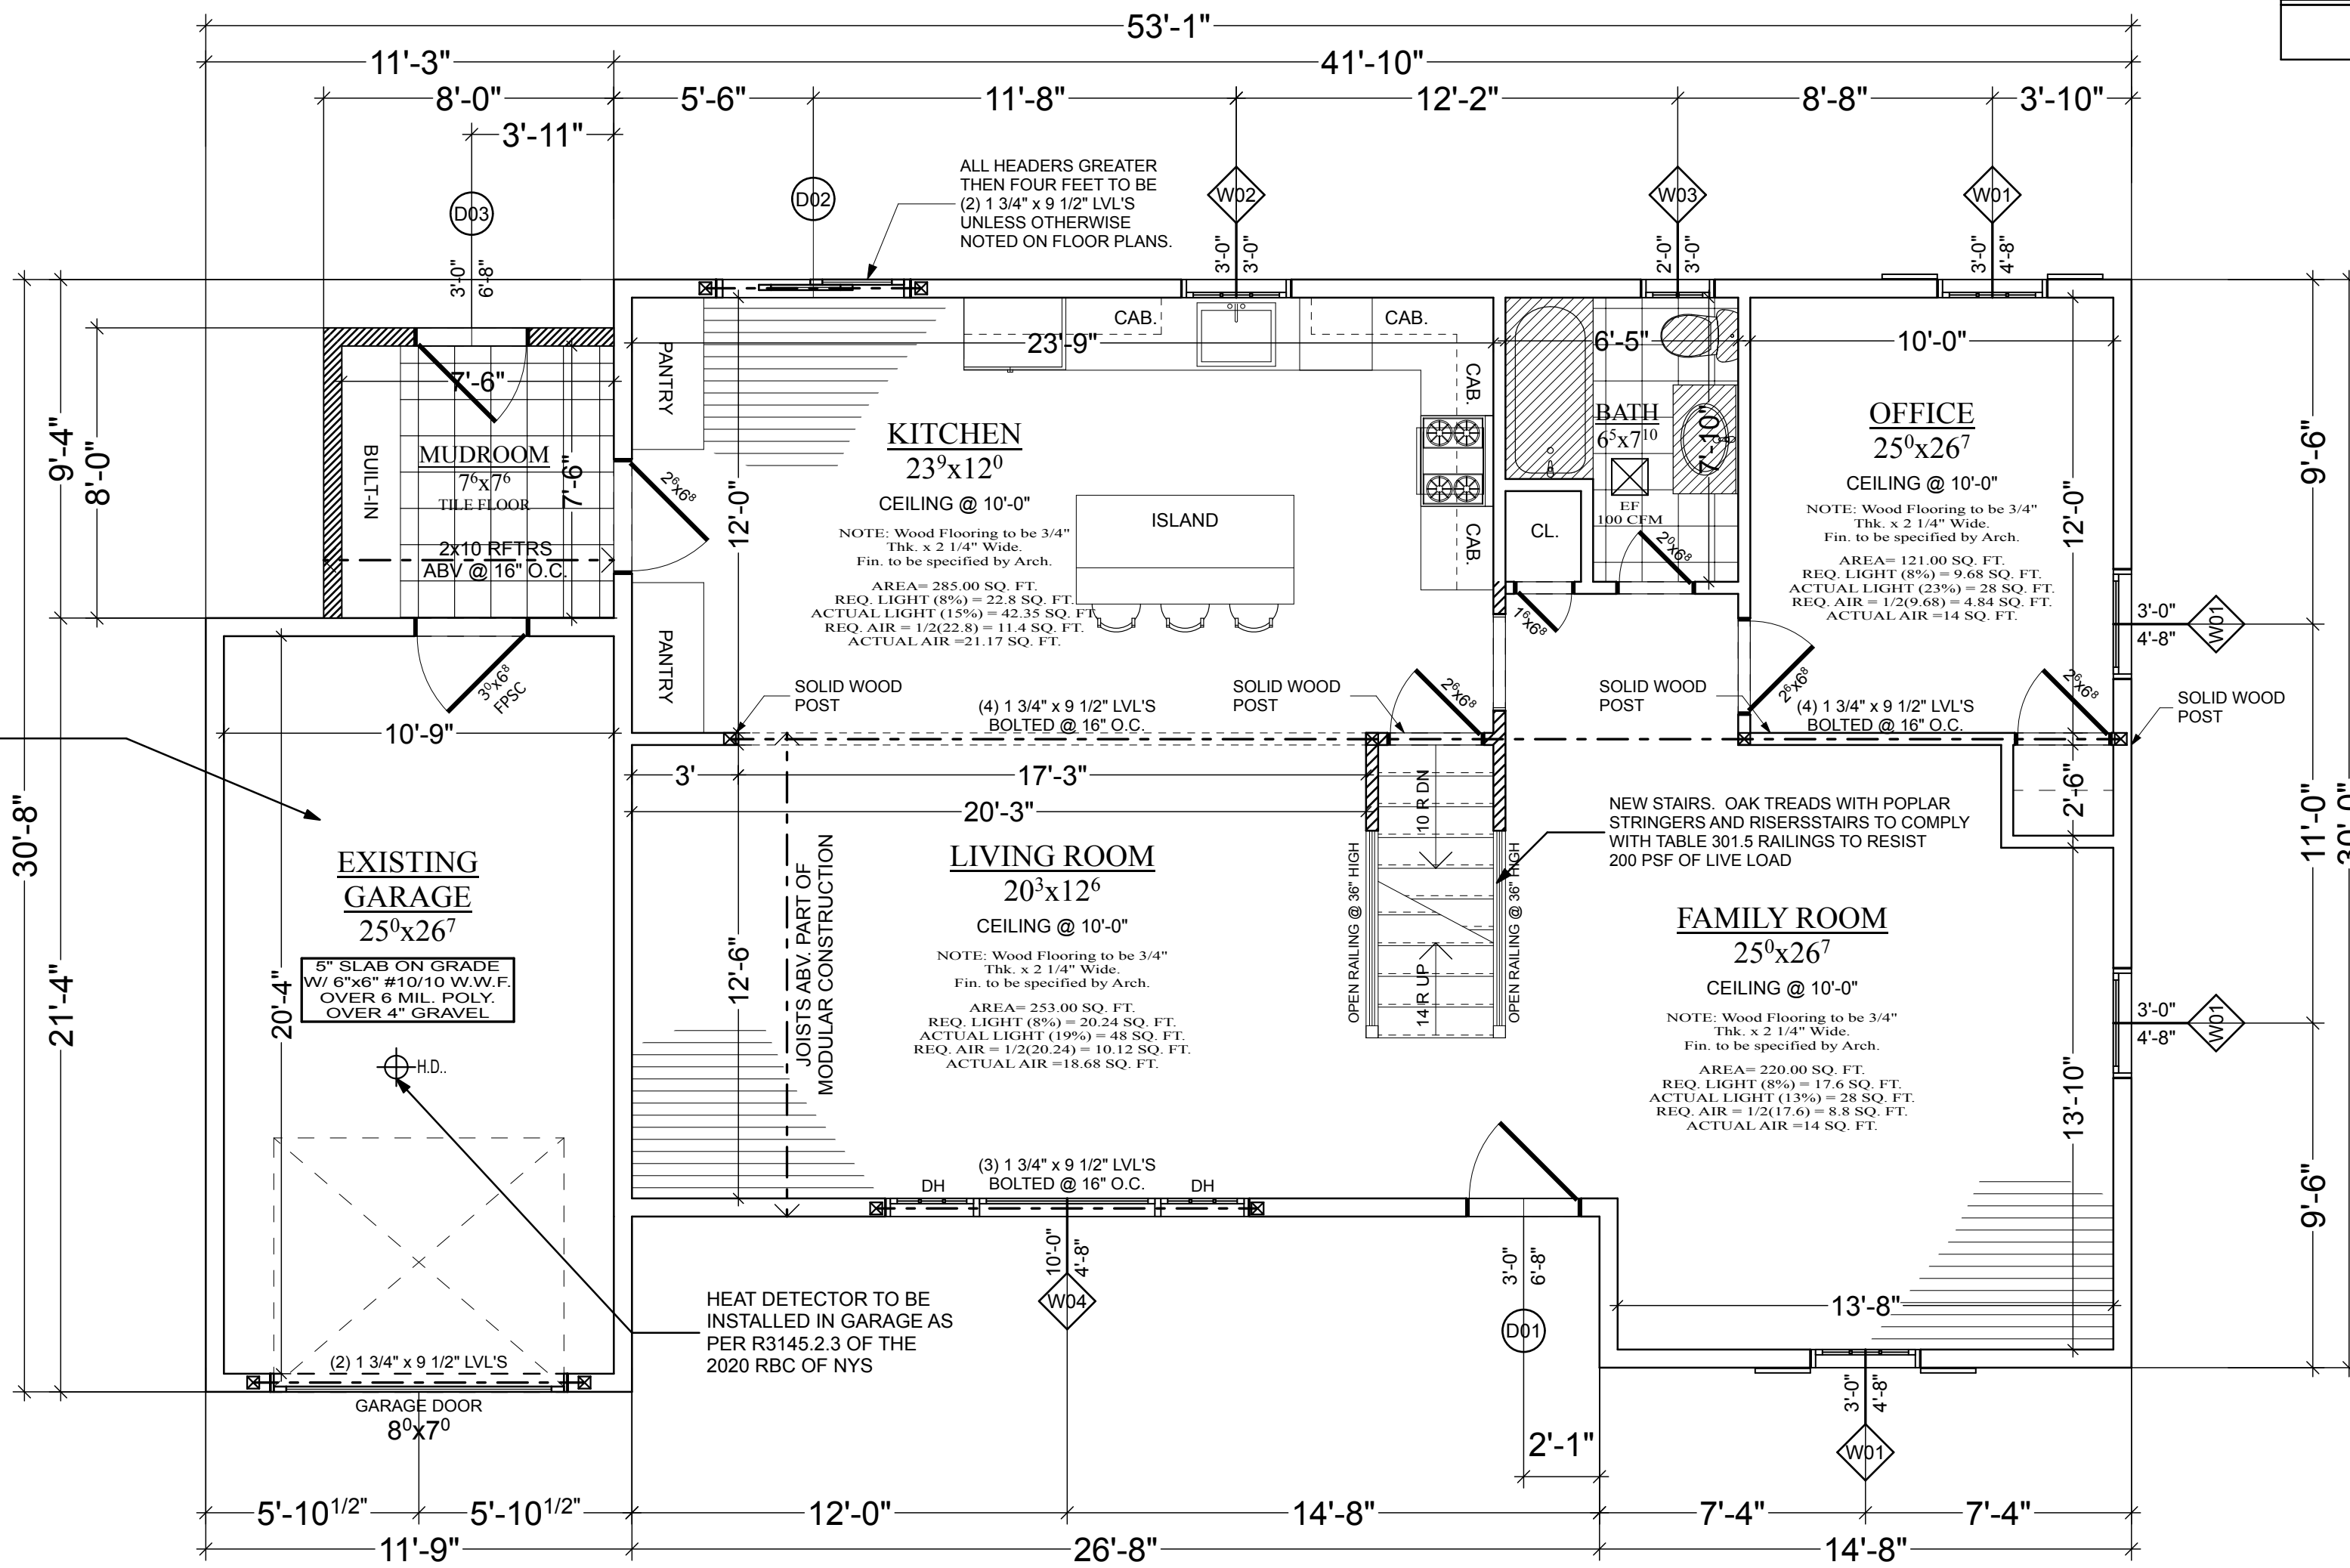 53'-1"
11'-3"
41'-10"
8'-0"
5'-6"
11'-8"
12'-2"
8'-8"
3'-10"
3'-11"
D03
3'-0"
6'-8"
D02
ALL HEADERS GREATER
THEN FOUR FEET TO BE
(2) 1 3/4" x 9 1/2" LVL'S
UNLESS OTHERWISE
NOTED ON FLOOR PLANS.
W02
3'-0"
3'-0"
W03
2'-0"
3'-0"
W01
3'-0"
4'-8"
9'-4"
8'-0"
30'-8"
21'-4"
7'-6"
BUILT-IN
MUDROOM
7⁶x7⁶
TILE FLOOR
7'-6"
2x10 RFTRS
ABV @ 16" O.C.
PANTRY
2⁶x6⁸
PANTRY
23'-9"
CAB.
CAB.
CAB.
CAB.
12'-0"
KITCHEN
23⁹x12⁰
CEILING @ 10'-0"
NOTE: Wood Flooring to be 3/4"
Thk. x 2 1/4" Wide.
Fin. to be specified by Arch.
AREA= 285.00 SQ. FT.
REQ. LIGHT (8%) = 22.8 SQ. FT.
ACTUAL LIGHT (15%) = 42.35 SQ. FT.
REQ. AIR = 1/2(22.8) = 11.4 SQ. FT.
ACTUAL AIR =21.17 SQ. FT.
ISLAND
6'-5"
BATH
6⁵x7¹⁰
7'-10"
EF
100 CFM
CL.
2⁰x6⁸
1⁶x6⁸
10'-0"
OFFICE
25⁰x26⁷
CEILING @ 10'-0"
NOTE: Wood Flooring to be 3/4"
Thk. x 2 1/4" Wide.
Fin. to be specified by Arch.
AREA= 121.00 SQ. FT.
REQ. LIGHT (8%) = 9.68 SQ. FT.
ACTUAL LIGHT (23%) = 28 SQ. FT.
REQ. AIR = 1/2(9.68) = 4.84 SQ. FT.
ACTUAL AIR =14 SQ. FT.
12'-0"
3'-0"
4'-8"
W01
9'-6"
11'-0"
30'-0"
9'-6"
3⁰x6⁸
FPSC
10'-9"
SOLID WOOD
POST
(4) 1 3/4" x 9 1/2" LVL'S
BOLTED @ 16" O.C.
SOLID WOOD
POST
2⁶x6⁸
SOLID WOOD
POST
2⁶x6⁸
(4) 1 3/4" x 9 1/2" LVL'S
BOLTED @ 16" O.C.
2⁶x6⁸
SOLID WOOD
POST
3'
17'-3"
20'-3"
10 R DN
14 R UP
OPEN RAILING @ 36" HIGH
OPEN RAILING @ 36" HIGH
2'-6"
NEW STAIRS. OAK TREADS WITH POPLAR
STRINGERS AND RISERSSTAIRS TO COMPLY
WITH TABLE 301.5 RAILINGS TO RESIST
200 PSF OF LIVE LOAD
EXISTING
GARAGE
25⁰x26⁷
5" SLAB ON GRADE
W/ 6"x6" #10/10 W.W.F.
OVER 6 MIL. POLY.
OVER 4" GRAVEL
20'-4"
H.D..
12'-6"
JOISTS ABV. PART OF
MODULAR CONSTRUCTION
LIVING ROOM
20³x12⁶
CEILING @ 10'-0"
NOTE: Wood Flooring to be 3/4"
Thk. x 2 1/4" Wide.
Fin. to be specified by Arch.
AREA= 253.00 SQ. FT.
REQ. LIGHT (8%) = 20.24 SQ. FT.
ACTUAL LIGHT (19%) = 48 SQ. FT.
REQ. AIR = 1/2(20.24) = 10.12 SQ. FT.
ACTUAL AIR =18.68 SQ. FT.
FAMILY ROOM
25⁰x26⁷
CEILING @ 10'-0"
NOTE: Wood Flooring to be 3/4"
Thk. x 2 1/4" Wide.
Fin. to be specified by Arch.
AREA= 220.00 SQ. FT.
REQ. LIGHT (8%) = 17.6 SQ. FT.
ACTUAL LIGHT (13%) = 28 SQ. FT.
REQ. AIR = 1/2(17.6) = 8.8 SQ. FT.
ACTUAL AIR =14 SQ. FT.
13'-10"
3'-0"
4'-8"
W01
(3) 1 3/4" x 9 1/2" LVL'S
BOLTED @ 16" O.C.
DH
DH
10'-0"
4'-8"
W04
3'-0"
6'-8"
D01
13'-8"
HEAT DETECTOR TO BE
INSTALLED IN GARAGE AS
PER R3145.2.3 OF THE
2020 RBC OF NYS
(2) 1 3/4" x 9 1/2" LVL'S
GARAGE DOOR
8⁰x7⁰
3'-0"
4'-8"
W01
2'-1"
5'-10 1/2"
5'-10 1/2"
12'-0"
14'-8"
7'-4"
7'-4"
11'-9"
26'-8"
14'-8"